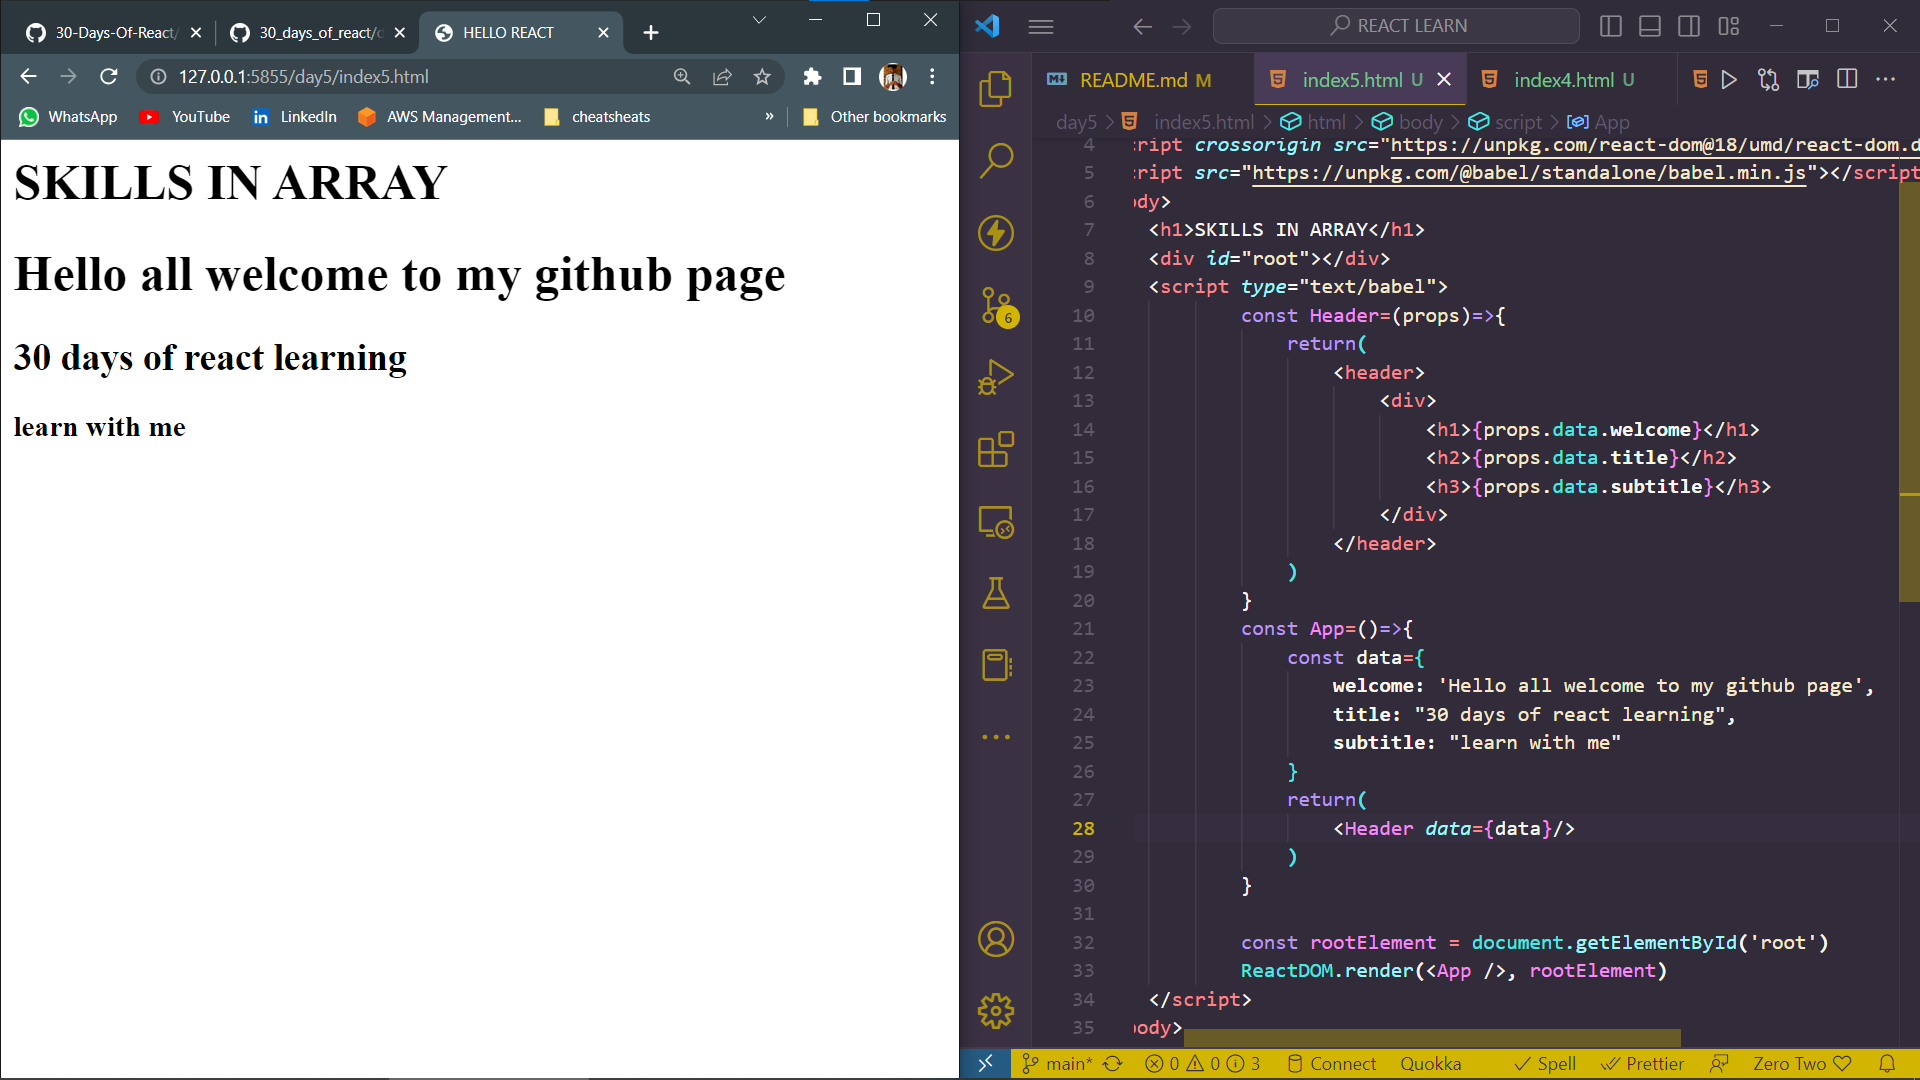 30-Days-Of-React/
30_days_of_react/
HELLO REACT
127.0.0.1:5855/day5/index5.html
WhatsApp
YouTube
LinkedIn
AWS Management...
cheatsheats
»
Other bookmarks
SKILLS IN ARRAY
Hello all welcome to my github page
30 days of react learning
learn with me
REACT LEARN
README.md M
index5.html U
index4.html U
day5 > index5.html > html > body > script > App
4 cript crossorigin src="https://unpkg.com/react-dom@18/umd/react-dom.d
5 cript src="https://unpkg.com/@babel/standalone/babel.min.js"></script
6 ody>
7 <h1>SKILLS IN ARRAY</h1>
8 <div id="root"></div>
9 <script type="text/babel">
10 const Header=(props)=>{
11 return(
12 <header>
13 <div>
14 <h1>{props.data.welcome}</h1>
15 <h2>{props.data.title}</h2>
16 <h3>{props.data.subtitle}</h3>
17 </div>
18 </header>
19 )
20 }
21 const App=()=>{
22 const data={
23 welcome: 'Hello all welcome to my github page',
24 title: "30 days of react learning",
25 subtitle: "learn with me"
26 }
27 return(
28 <Header data={data}/>
29 )
30 }
31
32 const rootElement = document.getElementById('root')
33 ReactDOM.render(<App />, rootElement)
34 </script>
35 body>
6
main*
0 0 3
Connect
Quokka
Spell
Prettier
Zero Two